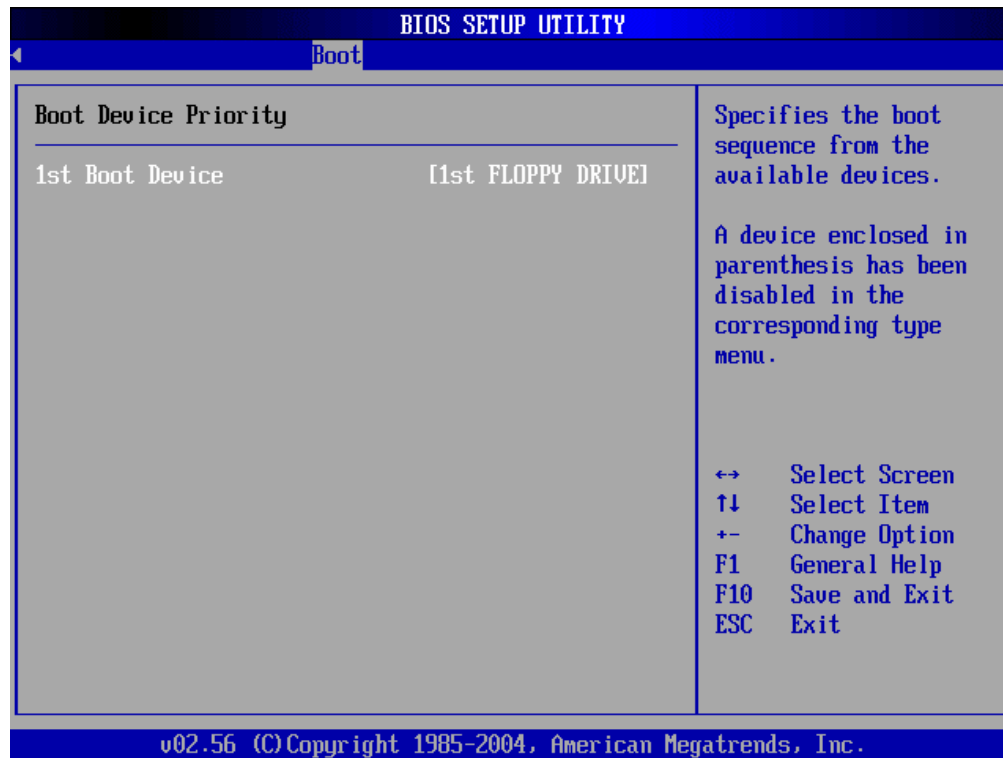 BIOS SETUP UTILITY
Boot
Boot Device Priority
1st Boot Device [1st FLOPPY DRIVE]
Specifies the boot
sequence from the
available devices.
A device enclosed in
parenthesis has been
disabled in the
corresponding type
menu.
←→ Select Screen
↑↓ Select Item
+- Change Option
F1 General Help
F10 Save and Exit
ESC Exit
v02.56 (C)Copyright 1985-2004, American Megatrends, Inc.